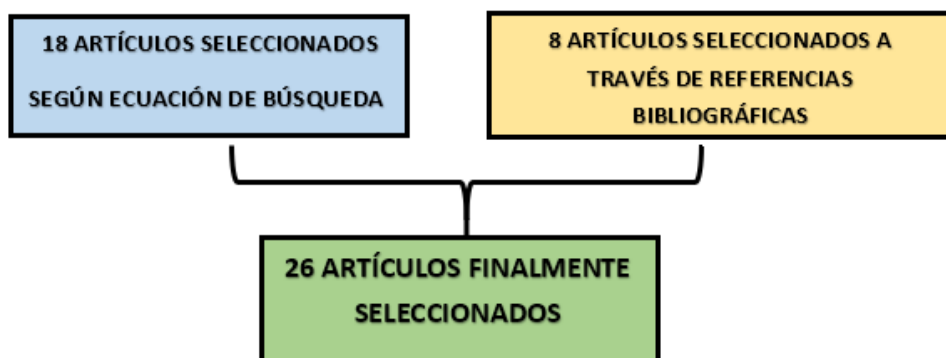 18 ARTÍCULOS SELECCIONADOS
SEGÚN ECUACIÓN DE BÚSQUEDA
8 ARTÍCULOS SELECCIONADOS A
TRAVÉS DE REFERENCIAS
BIBLIOGRÁFICAS
26 ARTÍCULOS FINALMENTE
SELECCIONADOS